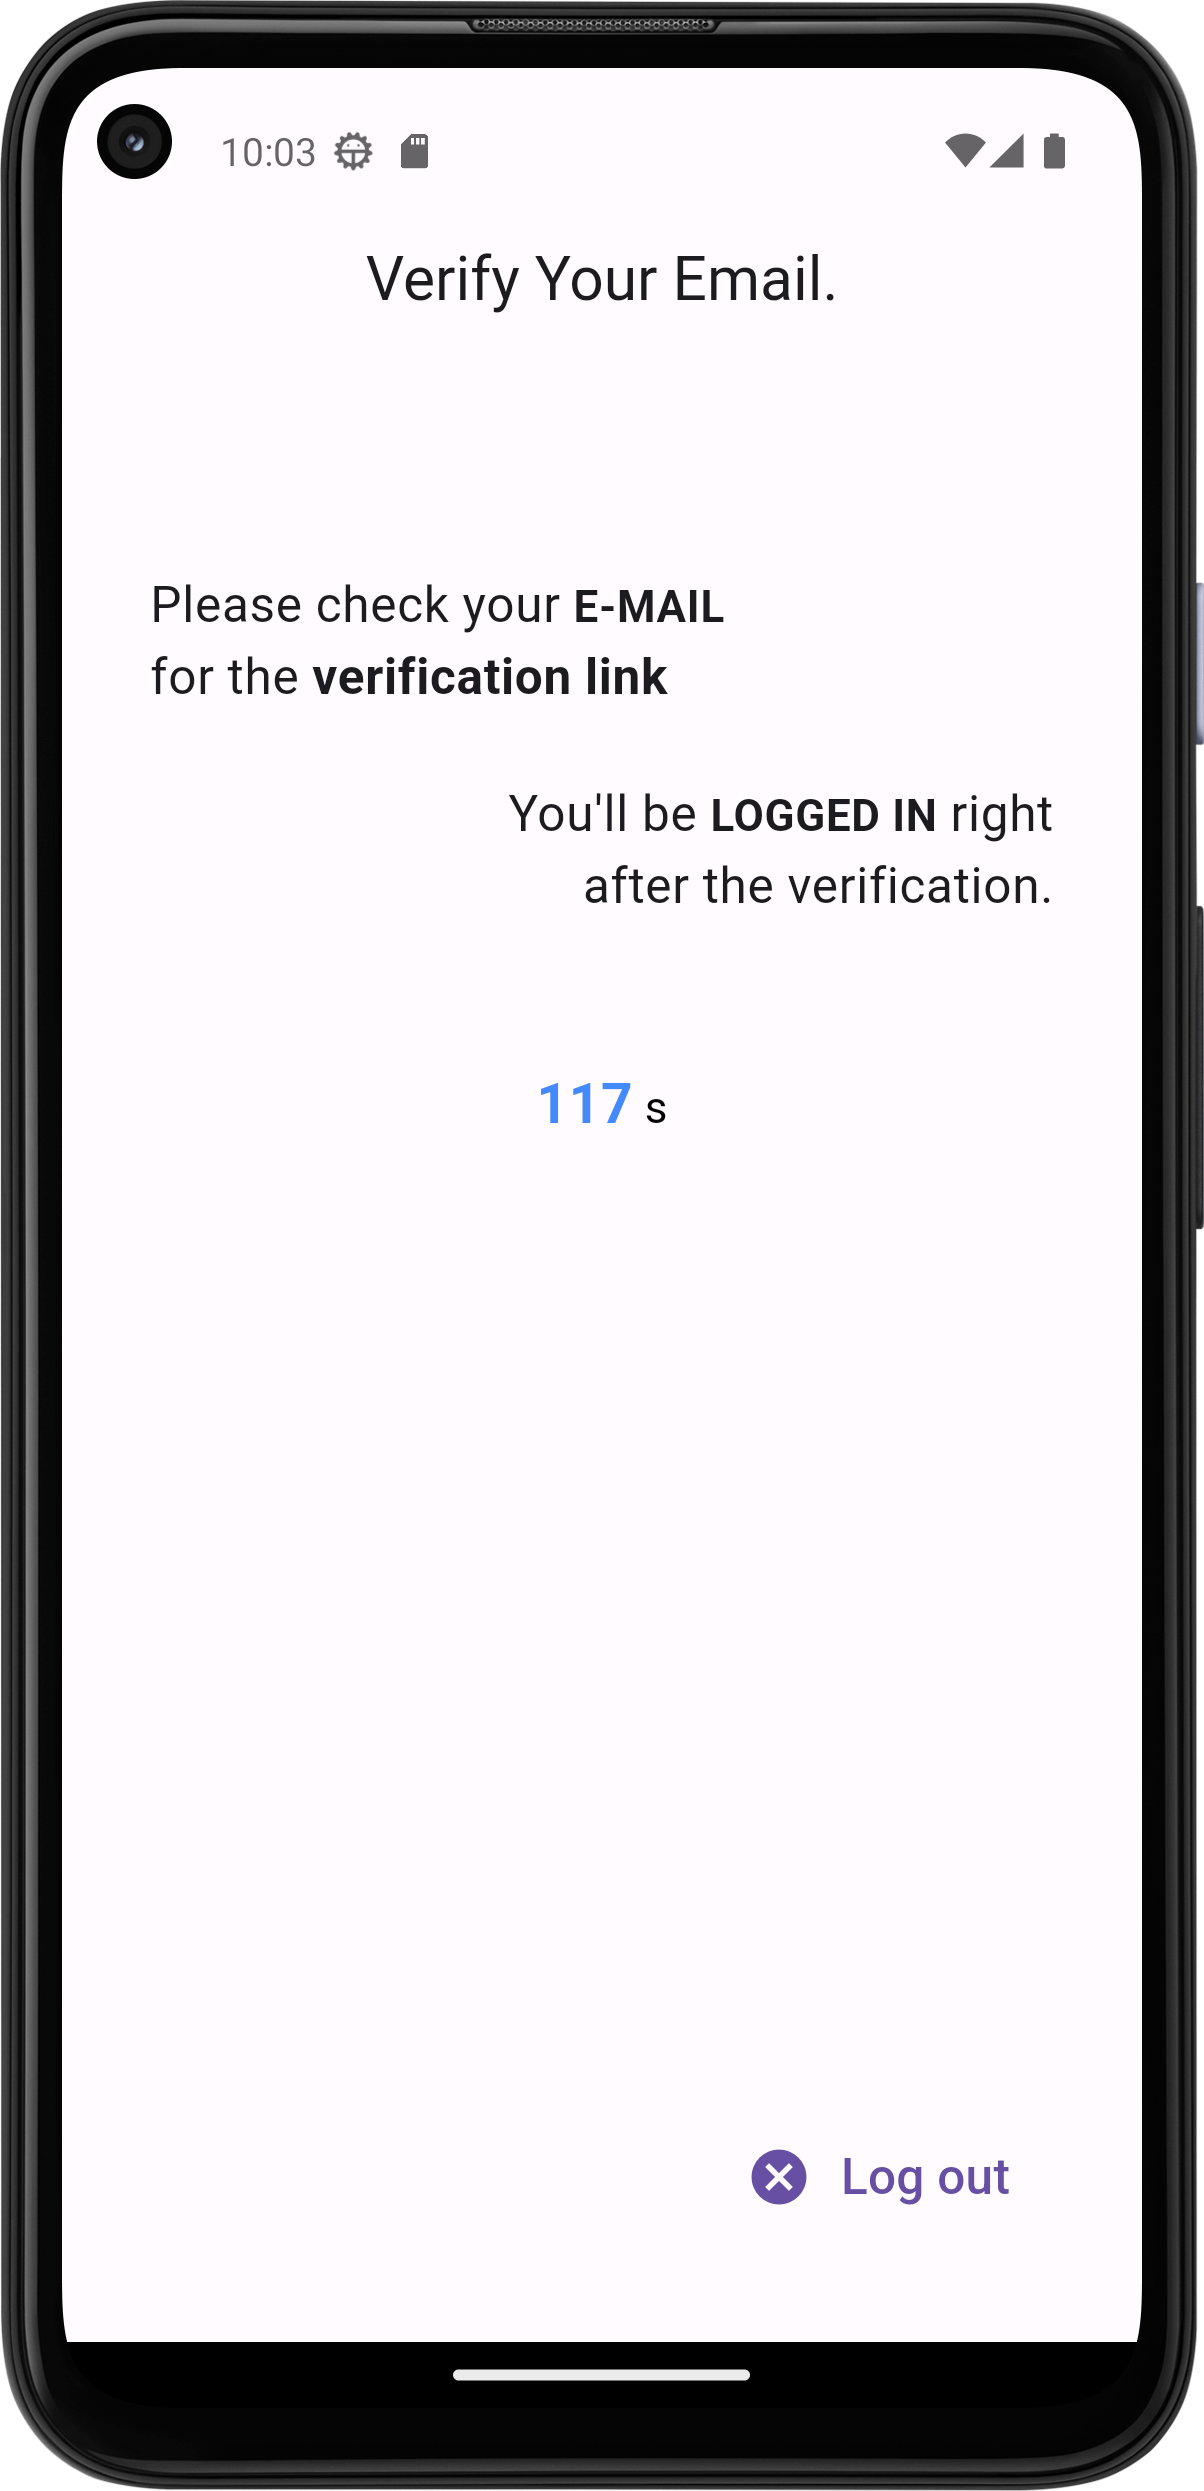 10:03
Verify Your Email.
Please check your E-MAIL
for the verification link
You'll be LOGGED IN right
after the verification.
117 s
Log out